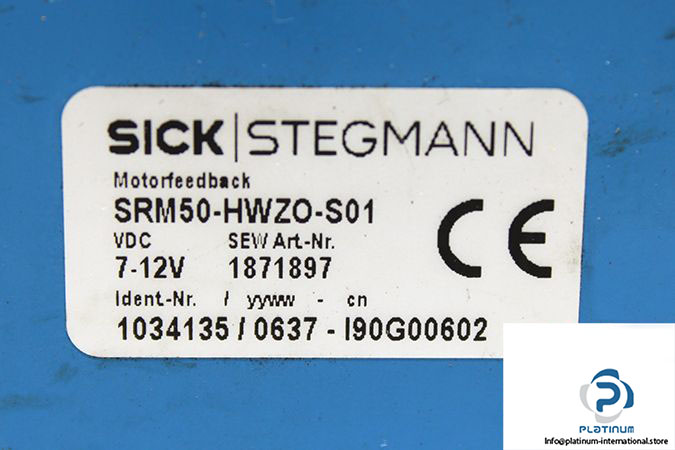 SICK|STEGMANN
Motorfeedback
SRM50-HWZO-S01
VDC SEW Art.-Nr.
7-12V 1871897
Ident.-Nr. / yyww - cn
1034135 / 0637 - I90G00602
CE
PLATINUM
Info@platinum-international.store